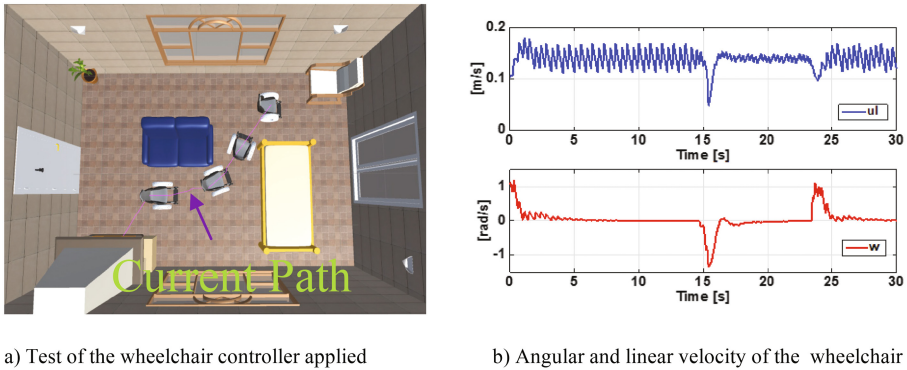 Current Path
a) Test of the wheelchair controller applied
0.2
0.1
0
[m/s]
ul
0 5 10 15 20 25 30
Time [s]
1
0
-1
[rad/s]
w
0 5 10 15 20 25 30
Time [s]
b) Angular and linear velocity of the wheelchair